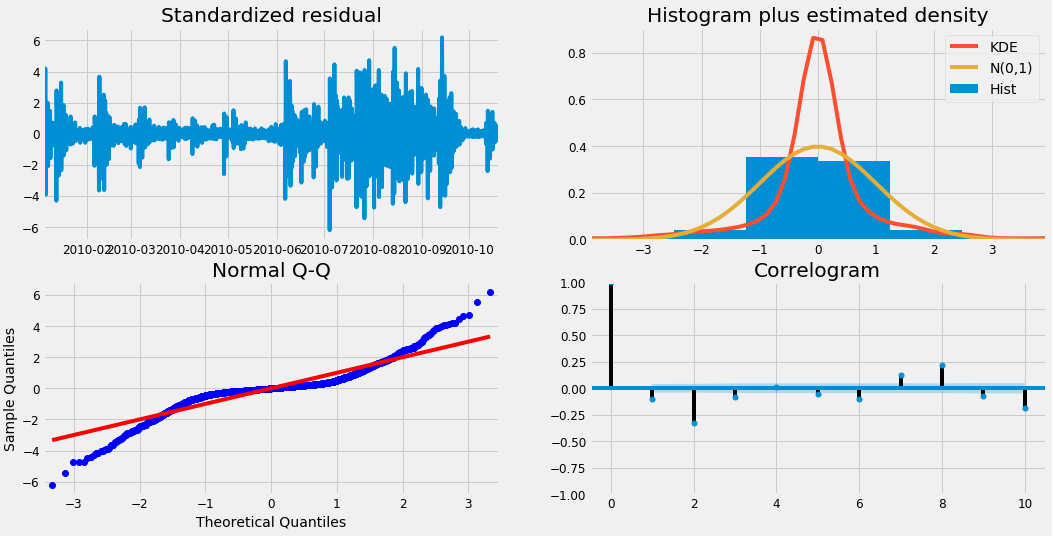 Standardized residual
6
4
2
0
−2
−4
−6
2010-02 2010-03 2010-04 2010-05 2010-06 2010-07 2010-08 2010-09 2010-10
Histogram plus estimated density
KDE
N(0,1)
Hist
0.8
0.6
0.4
0.2
0.0
−3 −2 −1 0 1 2 3
Normal Q-Q
Sample Quantiles
6
4
2
0
−2
−4
−6
−3 −2 −1 0 1 2 3
Theoretical Quantiles
Correlogram
1.00
0.75
0.50
0.25
0.00
−0.25
−0.50
−0.75
−1.00
0 2 4 6 8 10